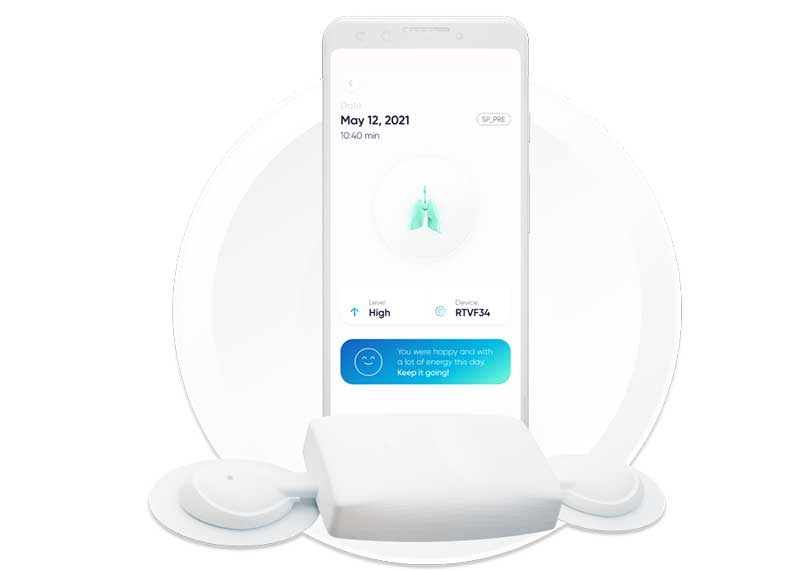 Date
May 12, 2021
SP_PRE
10:40 min
Level
High
Device
RTVF34
You were happy and with
a lot of energy this day.
Keep it going!